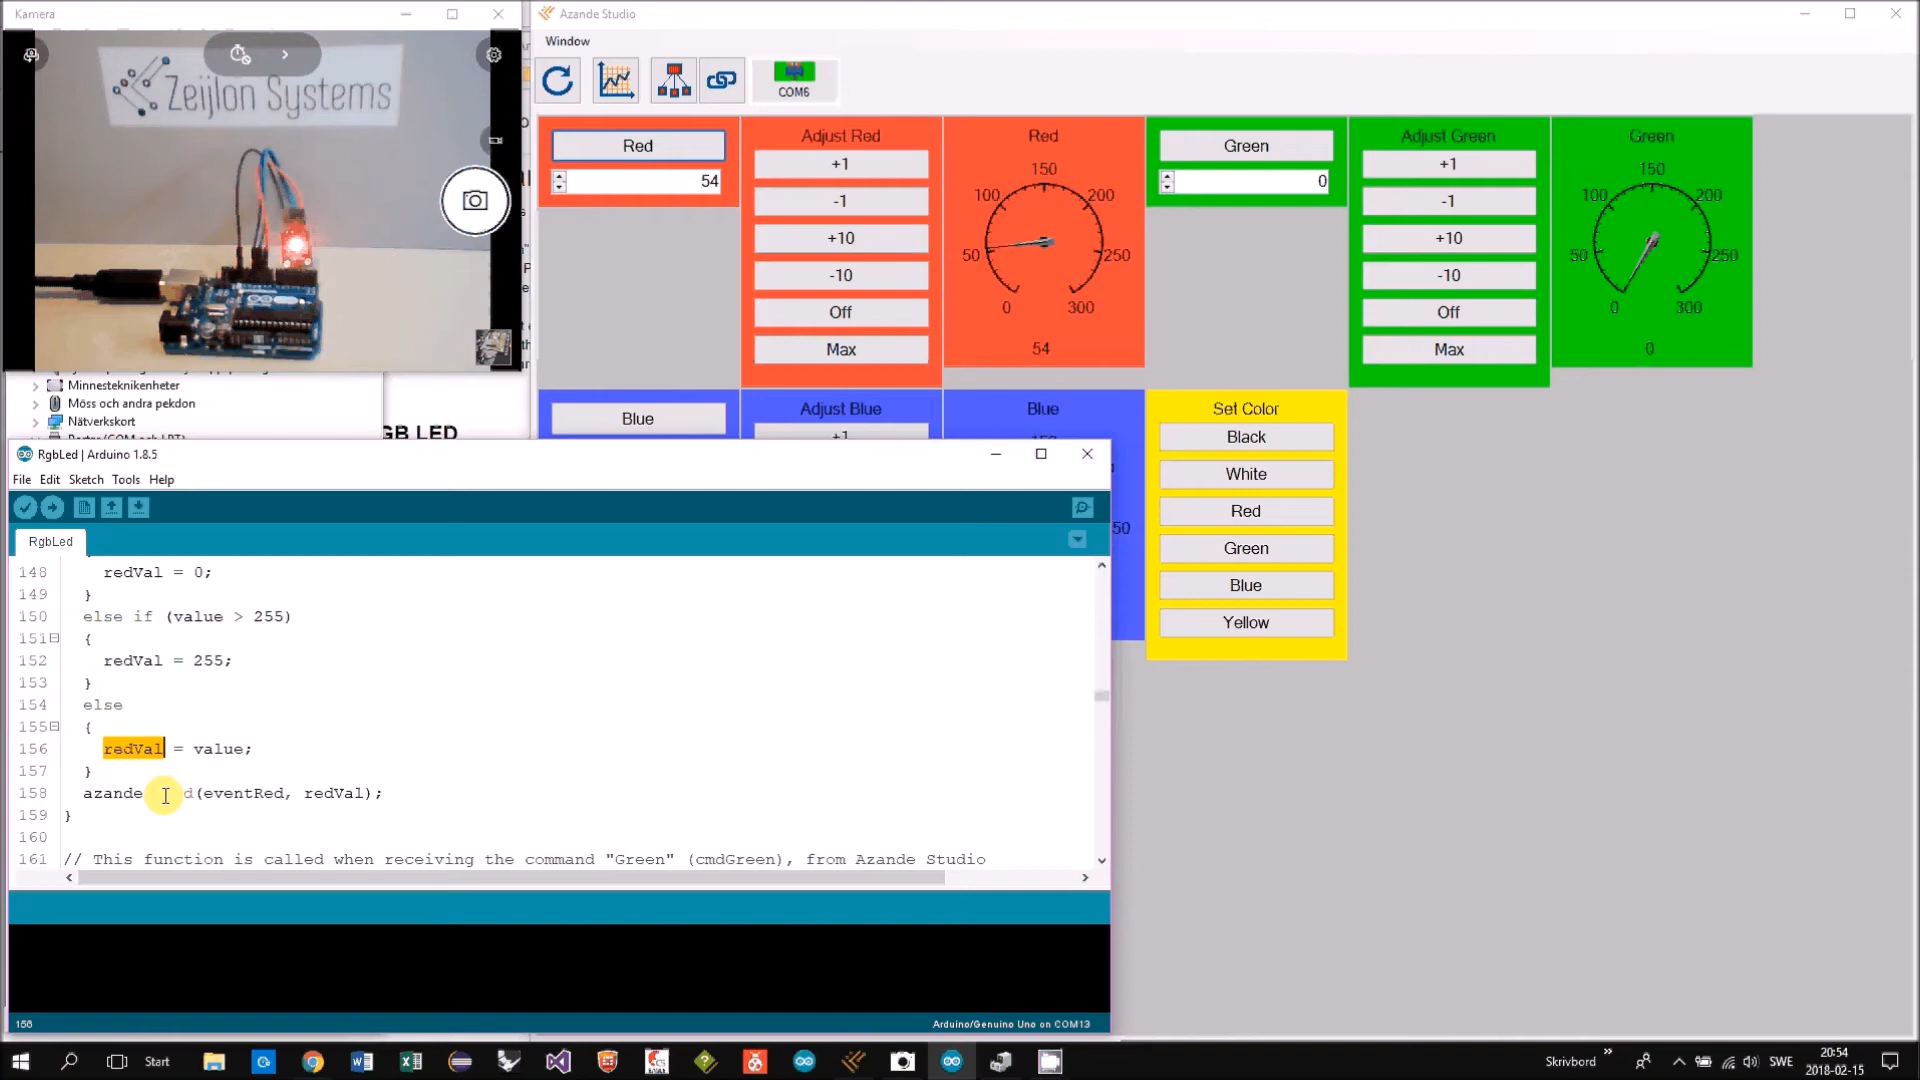 Kamera
Zeijlon Systems
Minnesteknikenheter
Möss och andra pekdon
Nätverkskort
GB LED
Azande Studio
Window
COM6
Red
54
Adjust Red
+1
-1
+10
-10
Off
Max
Red
150
100
200
50
250
0
300
54
Green
0
Adjust Green
+1
-1
+10
-10
Off
Max
Green
150
100
200
50
250
0
300
0
Blue
Adjust Blue
+1
Blue
50
Set Color
Black
White
Red
Green
Blue
Yellow
RgbLed | Arduino 1.8.5
File Edit Sketch Tools Help
RgbLed
148 redVal = 0;
149 }
150 else if (value > 255)
151 {
152 redVal = 255;
153 }
154 else
155 {
156 redVal = value;
157 }
158 azande d(eventRed, redVal);
159 }
160
161 // This function is called when receiving the command "Green" (cmdGreen), from Azande Studio
156
Arduino/Genuino Uno on COM13
Start
Skrivbord
SWE
20:54
2018-02-15